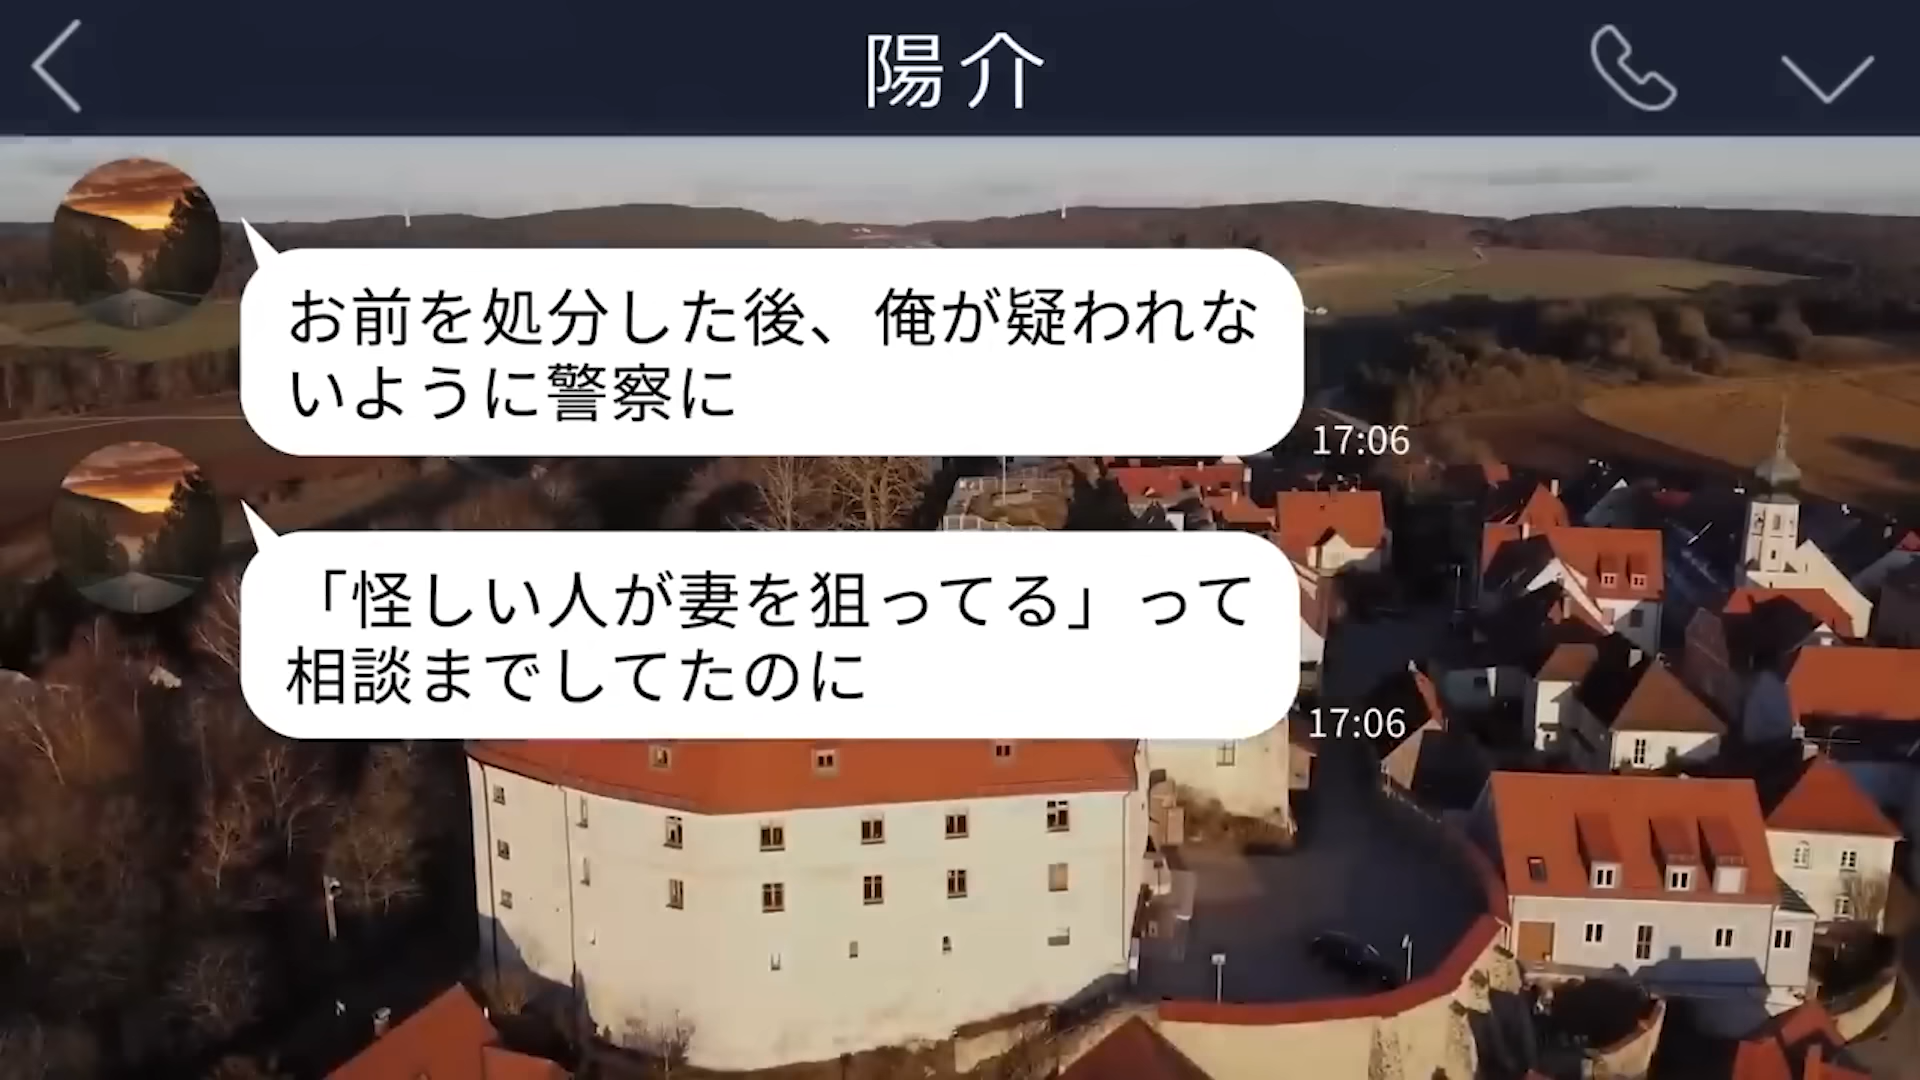 陽介
お前を処分した後、俺が疑われな
いように警察に
17:06
「怪しい人が妻を狙ってる」って
相談までしてたのに
17:06